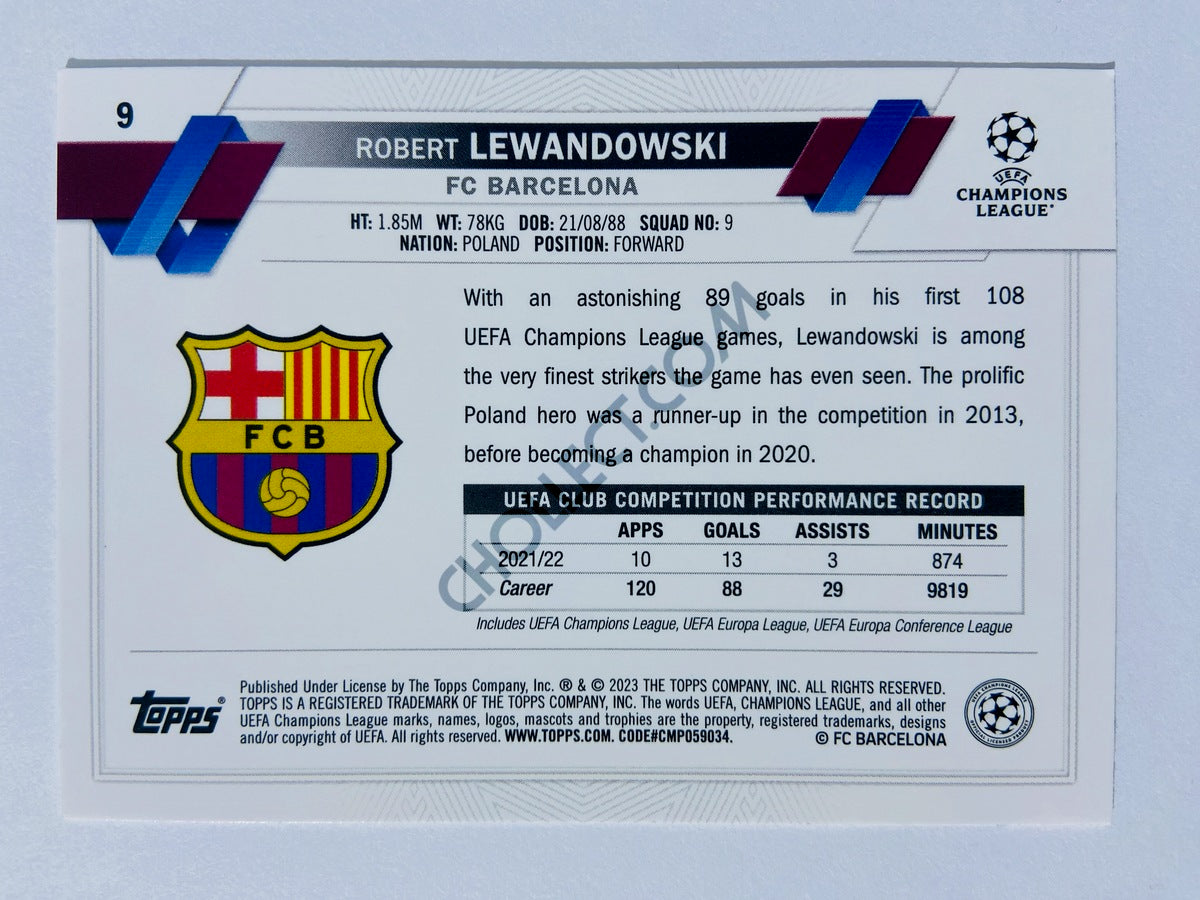 9
ROBERT LEWANDOWSKI
FC BARCELONA
HT: 1.85M WT: 78KG DOB: 21/08/88 SQUAD NO: 9
NATION: POLAND POSITION: FORWARD
UEFA
CHAMPIONS
LEAGUE®
With an astonishing 89 goals in his first 108
UEFA Champions League games, Lewandowski is among
the very finest strikers the game has even seen. The prolific
Poland hero was a runner-up in the competition in 2013,
before becoming a champion in 2020.
FCB
CHOLLECT.COM
UEFA CLUB COMPETITION PERFORMANCE RECORD
APPS GOALS ASSISTS MINUTES
2021/22 10 13 3 874
Career 120 88 29 9819
Includes UEFA Champions League, UEFA Europa League, UEFA Europa Conference League
Topps®
Published Under License by The Topps Company, Inc. ® & © 2023 THE TOPPS COMPANY, INC. ALL RIGHTS RESERVED.
TOPPS IS A REGISTERED TRADEMARK OF THE TOPPS COMPANY, INC. The words UEFA, CHAMPIONS LEAGUE, and all other
UEFA Champions League marks, names, logos, mascots and trophies are the property, registered trademarks, designs
and/or copyright of UEFA. All rights reserved. WWW.TOPPS.COM. CODE#CMP059034. © FC BARCELONA
UEFA CHAMPIONS LEAGUE
OFFICIAL LICENSED PRODUCT